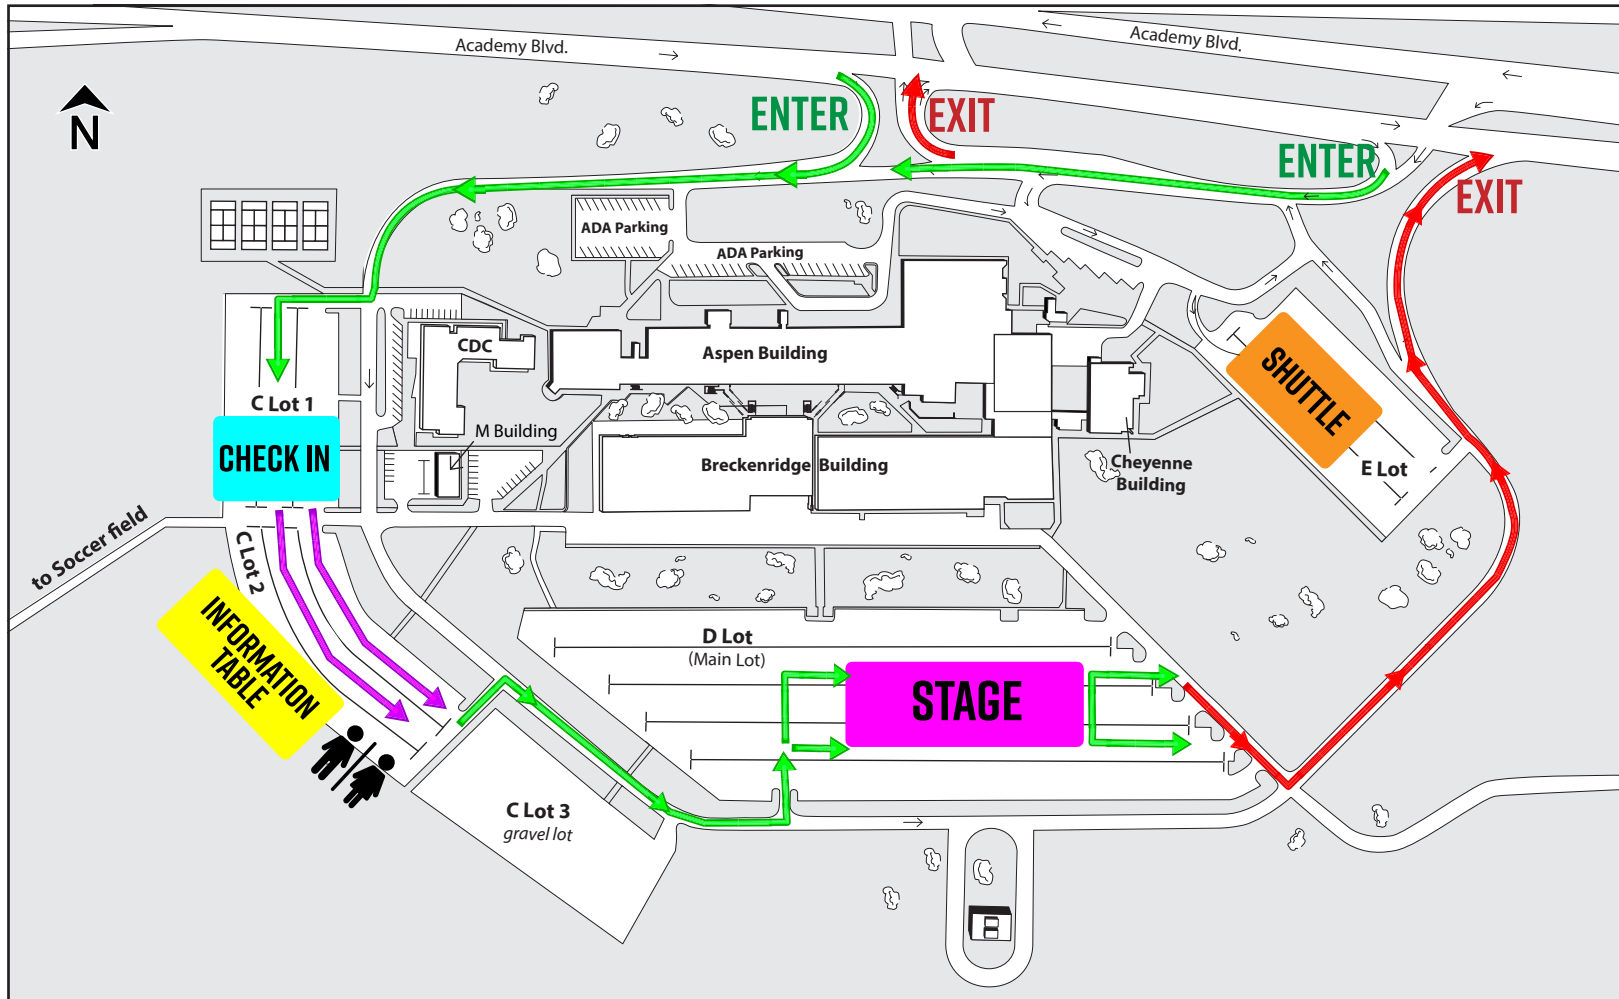 Academy Blvd.
Academy Blvd.
N
ENTER
EXIT
ENTER
EXIT
ADA Parking
ADA Parking
CDC
Aspen Building
SHUTTLE
C Lot 1
M Building
CHECK IN
Breckenridge Building
Cheyenne
Building
E Lot
to Soccer field
C Lot 2
INFORMATION
TABLE
D Lot
(Main Lot)
STAGE
C Lot 3
gravel lot